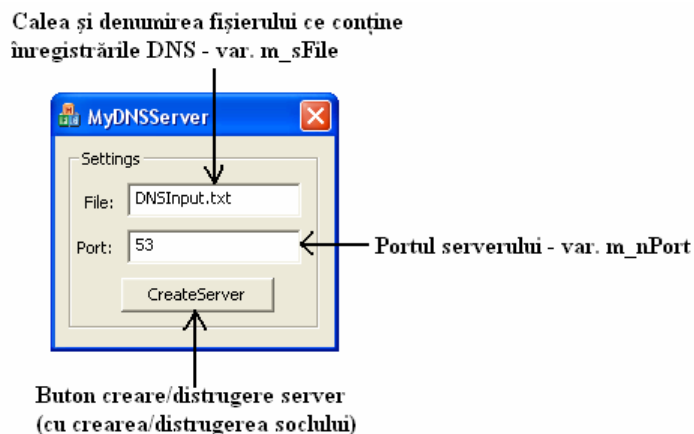 Calea și denumirea fișierului ce conține
înregistrările DNS - var. m_sFile
MyDNSServer
Settings
File: DNSInput.txt
Port: 53
Portul serverului - var. m_nPort
CreateServer
Buton creare/distrugere server
(cu crearea/distrugerea soclului)